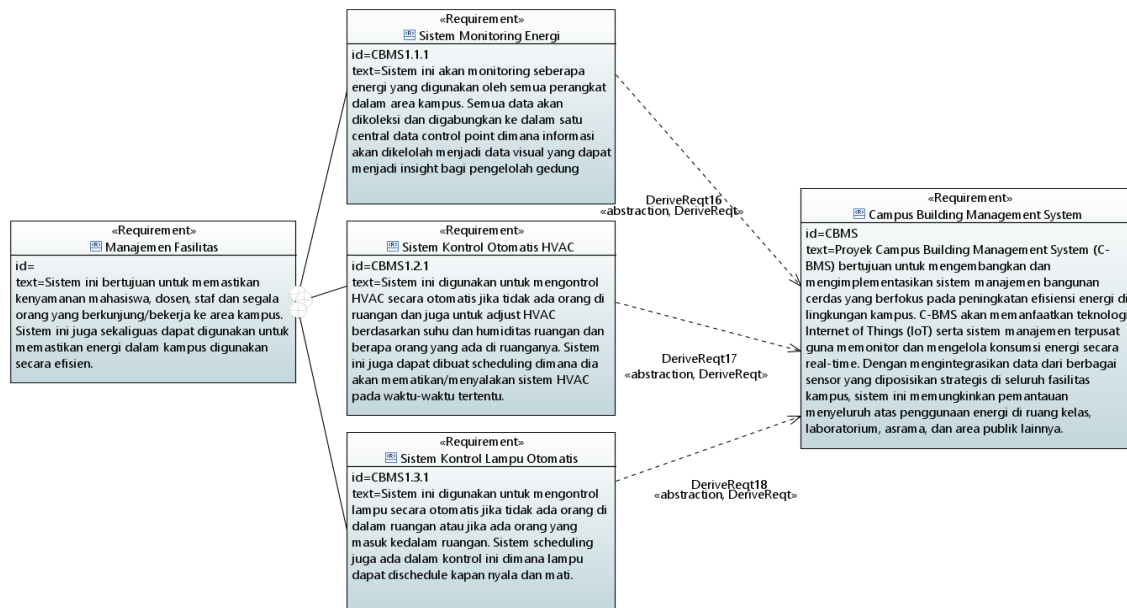 «Requirement»
Sistem Monitoring Energi
id=CBMS1.1.1
text=Sistem ini akan monitoring seberapa
energi yang digunakan oleh semua perangkat
dalam area kampus. Semua data akan
dikoleksi dan digabungkan ke dalam satu
central data control point dimana informasi
akan dikelolah menjadi data visual yang dapat
menjadi insight bagi pengelolah gedung
«Requirement»
Manajemen Fasilitas
id=
text=Sistem ini bertujuan untuk memastikan
kenyamanan mahasiswa, dosen, staf dan segala
orang yang berkunjung/bekerja ke area kampus.
Sistem ini juga sekaligus dapat digunakan untuk
memastikan energi dalam kampus digunakan
secara efisien.
«Requirement»
Sistem Kontrol Otomatis HVAC
id=CBMS1.2.1
text=Sistem ini digunakan untuk mengontrol
HVAC secara otomatis jika tidak ada orang di
ruangan dan juga untuk adjust HVAC
berdasarkan suhu dan humiditas ruangan dan
berapa orang yang ada di ruanganya. Sistem
ini juga dapat dibuat scheduling dimana dia
akan mematikan/menyalakan sistem HVAC
pada waktu-waktu tertentu.
«Requirement»
Sistem Kontrol Lampu Otomatis
id=CBMS1.3.1
text=Sistem ini digunakan untuk mengontrol
lampu secara otomatis jika tidak ada orang di
dalam ruangan atau jika ada orang yang
masuk kedalam ruangan. Sistem scheduling
juga ada dalam kontrol ini dimana lampu
dapat dischedule kapan nyala dan mati.
DeriveReqt16
«abstraction, DeriveReqt»
DeriveReqt17
«abstraction, DeriveReqt»
DeriveReqt18
«abstraction, DeriveReqt»
«Requirement»
Campus Building Management System
id=CBMS
text=Proyek Campus Building Management System (C-
BMS) bertujuan untuk mengembangkan dan
mengimplementasikan sistem manajemen bangunan
cerdas yang berfokus pada peningkatan efisiensi energi di
lingkungan kampus. C-BMS akan memanfaatkan teknologi
Internet of Things (IoT) serta sistem manajemen terpusat
guna memonitor dan mengelola konsumsi energi secara
real-time. Dengan mengintegrasikan data dari berbagai
sensor yang diposisikan strategis di seluruh fasilitas
kampus, sistem ini memungkinkan pemantauan
menyeluruh atas penggunaan energi di ruang kelas,
laboratorium, asrama, dan area publik lainnya.